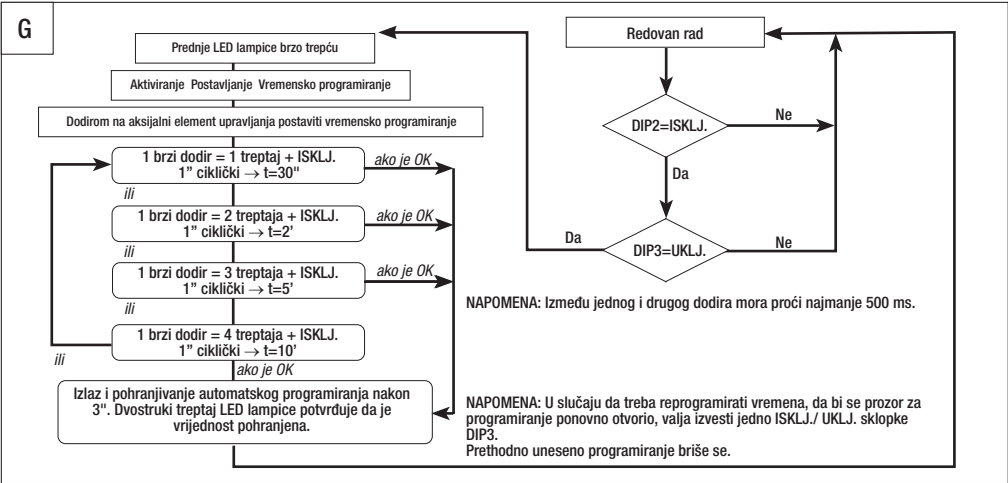 G
Prednje LED lampice brzo trepću
Aktiviranje Postavljanje Vremensko programiranje
Dodirom na aksijalni element upravljanja postaviti vremensko programiranje
1 brzi dodir = 1 treptaj + ISKLJ.
1” ciklički → t=30"
ako je OK
ili
1 brzi dodir = 2 treptaja + ISKLJ.
1” ciklički → t=2’
ako je OK
ili
1 brzi dodir = 3 treptaja + ISKLJ.
1” ciklički → t=5’
ako je OK
ili
1 brzi dodir = 4 treptaja + ISKLJ.
1” ciklički → t=10’
ili
ako je OK
Izlaz i pohranjivanje automatskog programiranja nakon
3". Dvostruki treptaj LED lampice potvrđuje da je
vrijednost pohranjena.
Redovan rad
DIP2=ISKLJ.
Ne
Da
DIP3=UKLJ.
Da
Ne
NAPOMENA: Između jednog i drugog dodira mora proći najmanje 500 ms.
NAPOMENA: U slučaju da treba reprogramirati vremena, da bi se prozor za
programiranje ponovno otvorio, valja izvesti jedno ISKLJ./ UKLJ. sklopke
DIP3.
Prethodno uneseno programiranje briše se.